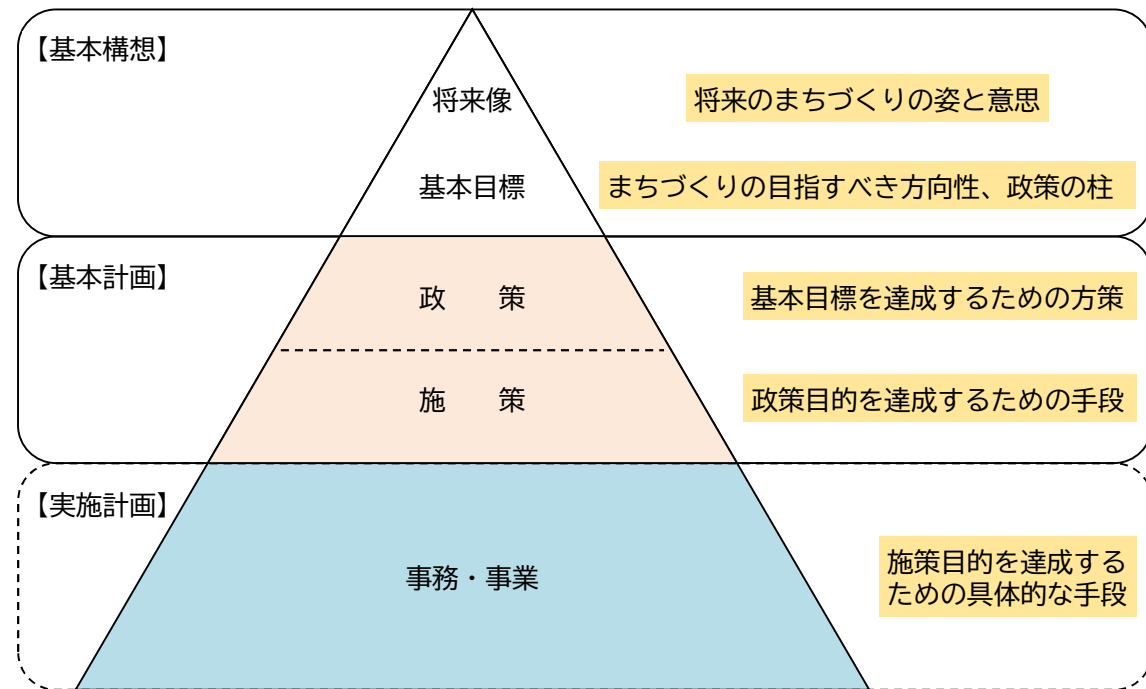 【基本構想】
将来像
将来のまちづくりの姿と意思
基本目標
まちづくりの目指すべき方向性、政策の柱
【基本計画】
政　　策
基本目標を達成するための方策
施　　策
政策目的を達成するための手段
【実施計画】
事務・事業
施策目的を達成する
ための具体的な手段